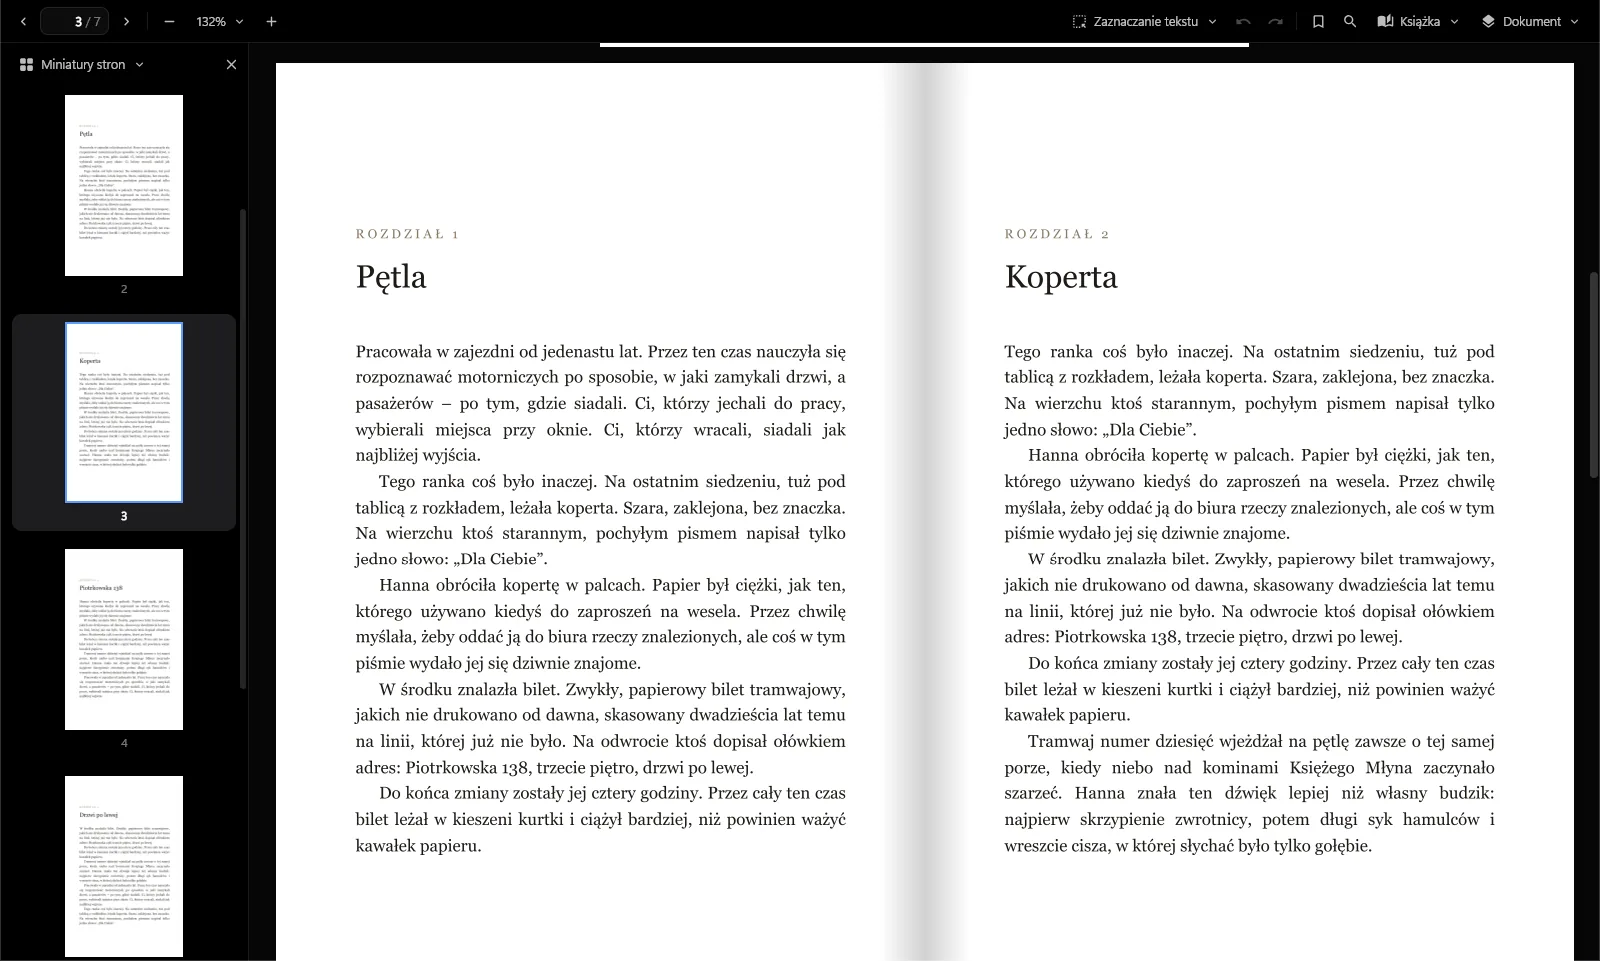 3 / 7
132%
Zaznaczanie tekstu
Książka
Dokument
Miniatury stron
Pętla
2
Koperta
3
Piotrkowska 138
4
Drzwi po lewej
ROZDZIAŁ 1
Pętla
Pracowała w zajezdni od jedenastu lat. Przez ten czas nauczyła się
rozpoznawać motorniczych po sposobie, w jaki zamykali drzwi, a
pasażerów – po tym, gdzie siadali. Ci, którzy jechali do pracy,
wybierali miejsca przy oknie. Ci, którzy wracali, siadali jak
najbliżej wyjścia.
Tego ranka coś było inaczej. Na ostatnim siedzeniu, tuż pod
tablicą z rozkładem, leżała koperta. Szara, zaklejona, bez znaczka.
Na wierzchu ktoś starannym, pochyłym pismem napisał tylko
jedno słowo: „Dla Ciebie”.
Hanna obróciła kopertę w palcach. Papier był ciężki, jak ten,
którego używano kiedyś do zaproszeń na wesela. Przez chwilę
myślała, żeby oddać ją do biura rzeczy znalezionych, ale coś w tym
piśmie wydało jej się dziwnie znajome.
W środku znalazła bilet. Zwykły, papierowy bilet tramwajowy,
jakich nie drukowano od dawna, skasowany dwadzieścia lat temu
na linii, której już nie było. Na odwrocie ktoś dopisał ołówkiem
adres: Piotrkowska 138, trzecie piętro, drzwi po lewej.
Do końca zmiany zostały jej cztery godziny. Przez cały ten czas
bilet leżał w kieszeni kurtki i ciążył bardziej, niż powinien ważyć
kawałek papieru.
ROZDZIAŁ 2
Koperta
Tego ranka coś było inaczej. Na ostatnim siedzeniu, tuż pod
tablicą z rozkładem, leżała koperta. Szara, zaklejona, bez znaczka.
Na wierzchu ktoś starannym, pochyłym pismem napisał tylko
jedno słowo: „Dla Ciebie”.
Hanna obróciła kopertę w palcach. Papier był ciężki, jak ten,
którego używano kiedyś do zaproszeń na wesela. Przez chwilę
myślała, żeby oddać ją do biura rzeczy znalezionych, ale coś w tym
piśmie wydało jej się dziwnie znajome.
W środku znalazła bilet. Zwykły, papierowy bilet tramwajowy,
jakich nie drukowano od dawna, skasowany dwadzieścia lat temu
na linii, której już nie było. Na odwrocie ktoś dopisał ołówkiem
adres: Piotrkowska 138, trzecie piętro, drzwi po lewej.
Do końca zmiany zostały jej cztery godziny. Przez cały ten czas
bilet leżał w kieszeni kurtki i ciążył bardziej, niż powinien ważyć
kawałek papieru.
Tramwaj numer dziesięć wjeżdżał na pętlę zawsze o tej samej
porze, kiedy niebo nad kominami Księżego Młyna zaczynało
szarzeć. Hanna znała ten dźwięk lepiej niż własny budzik:
najpierw skrzypienie zwrotnicy, potem długi syk hamulców i
wreszcie cisza, w której słychać było tylko gołębie.